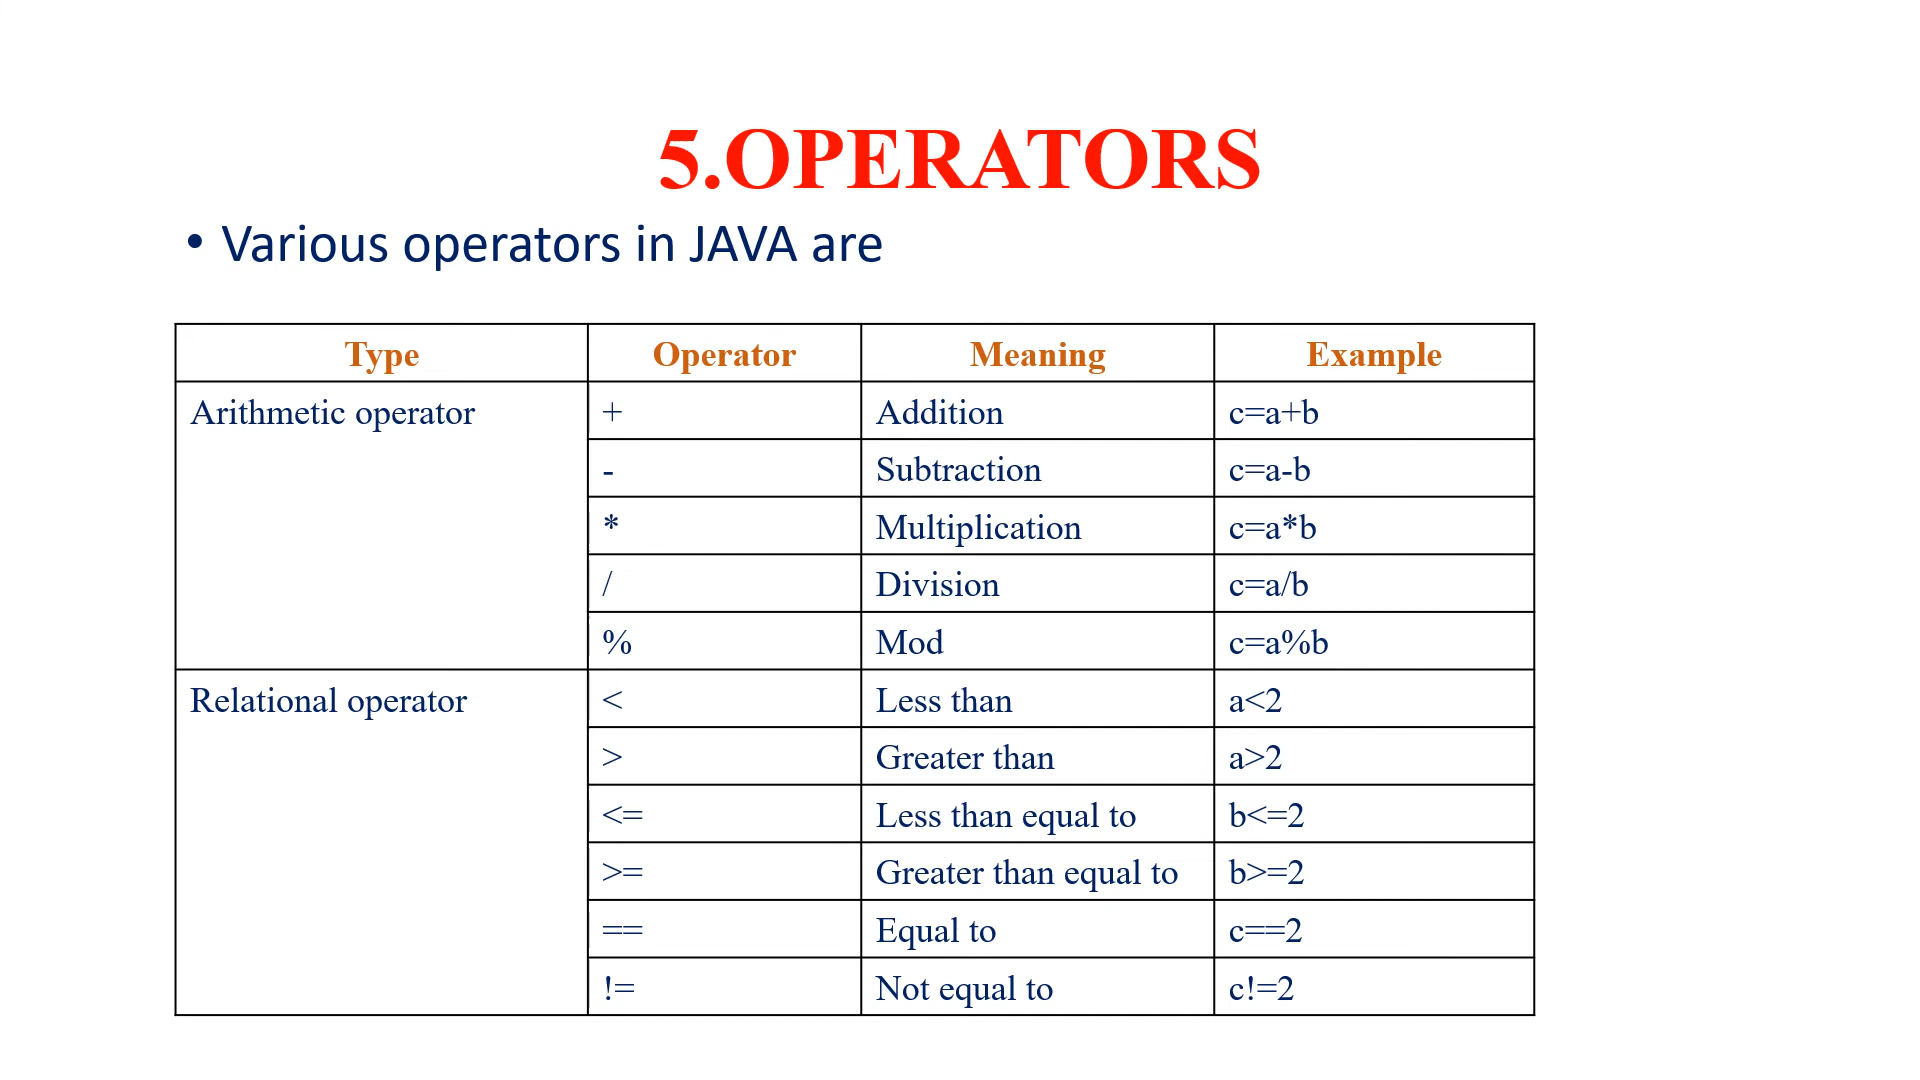 5.OPERATORS
• Various operators in JAVA are
Type Operator Meaning Example
Arithmetic operator + Addition c=a+b
- Subtraction c=a-b
* Multiplication c=a*b
/ Division c=a/b
% Mod c=a%b
Relational operator < Less than a<2
> Greater than a>2
<= Less than equal to b<=2
>= Greater than equal to b>=2
== Equal to c==2
!= Not equal to c!=2